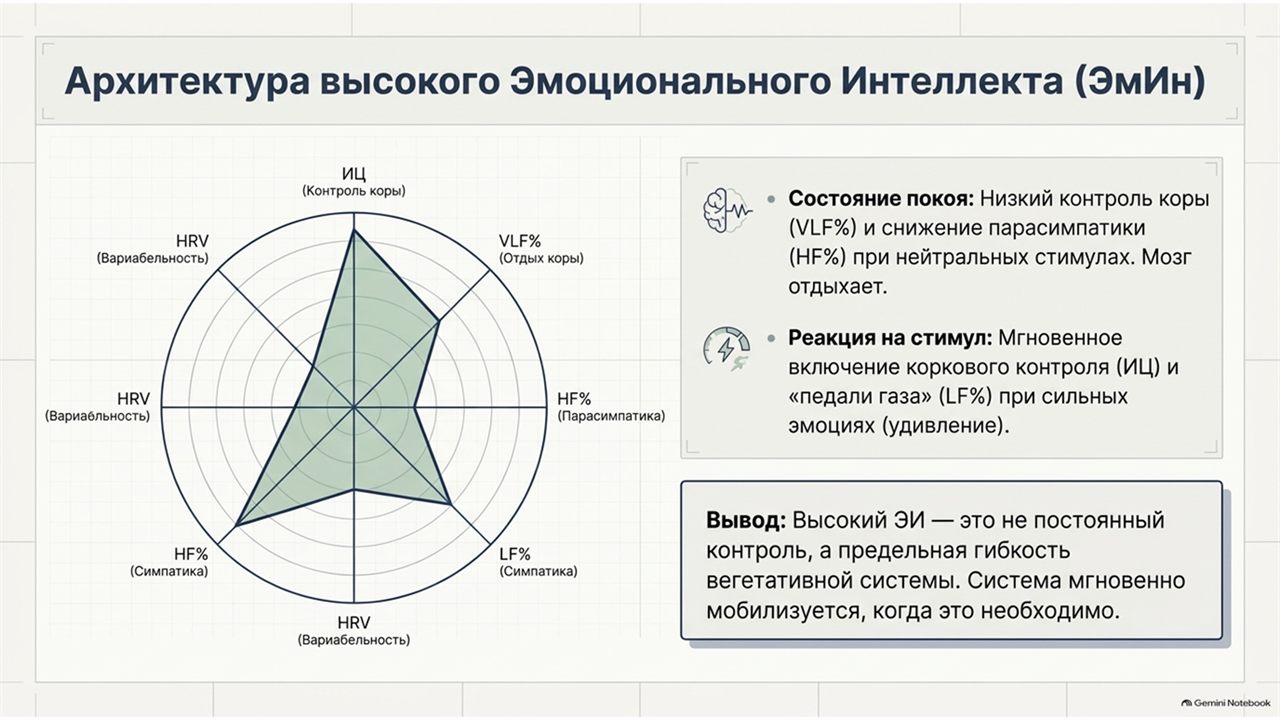 Архитектура высокого Эмоционального Интеллекта (ЭмИн)
ИЦ
(Контроль коры)
VLF%
(Отдых коры)
HF%
(Парасимпатика)
LF%
(Симпатика)
HRV
(Вариабельность)
HF%
(Симпатика)
HRV
(Вариабльность)
HRV
(Вариабельность)
• Состояние покоя: Низкий контроль коры
(VLF%) и снижение парасимпатики
(HF%) при нейтральных стимулах. Мозг
отдыхает.
• Реакция на стимул: Мгновенное
включение коркового контроля (ИЦ) и
«педали газа» (LF%) при сильных
эмоциях (удивление).
Вывод: Высокий ЭИ — это не постоянный
контроль, а предельная гибкость
вегетативной системы. Система мгновенно
мобилизуется, когда это необходимо.
Gemini Notebook